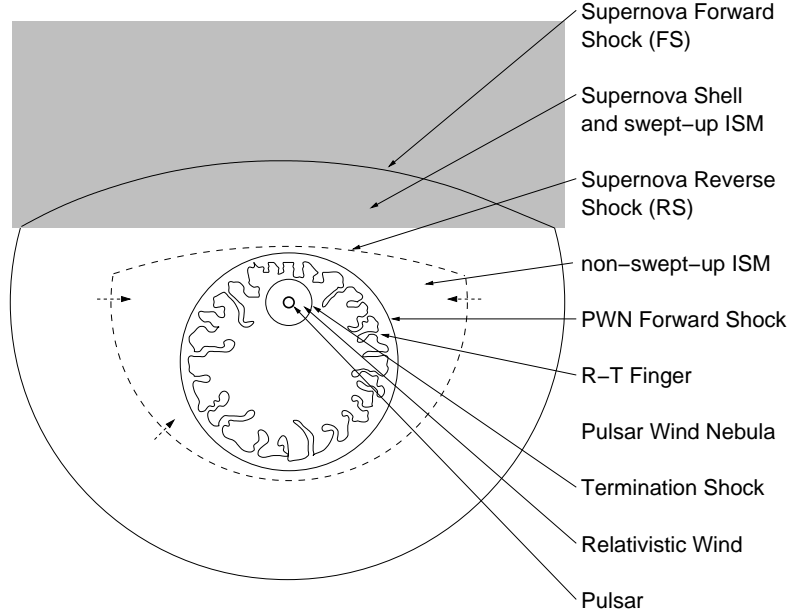 Supernova Forward
Shock (FS)
Supernova Shell
and swept−up ISM
Supernova Reverse
Shock (RS)
non−swept−up ISM
PWN Forward Shock
R−T Finger
Pulsar Wind Nebula
Termination Shock
Relativistic Wind
Pulsar